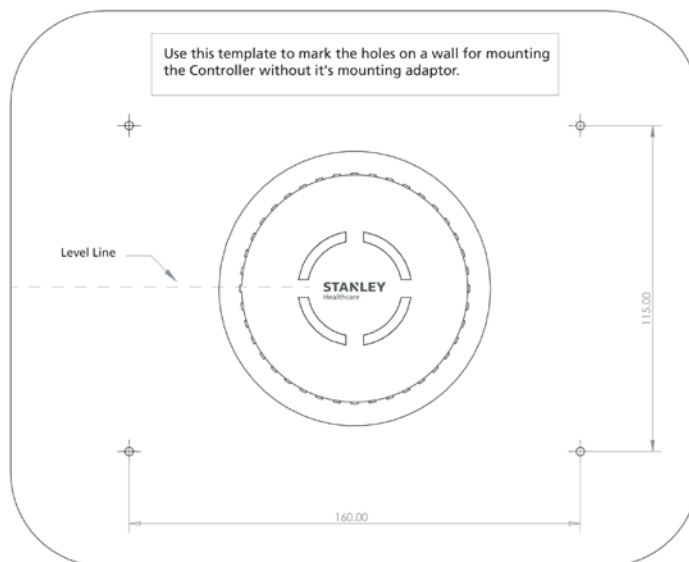 Use this template to mark the holes on a wall for mounting
the Controller without it's mounting adaptor.
Level Line
STANLEY
Healthcare
115.00
160.00